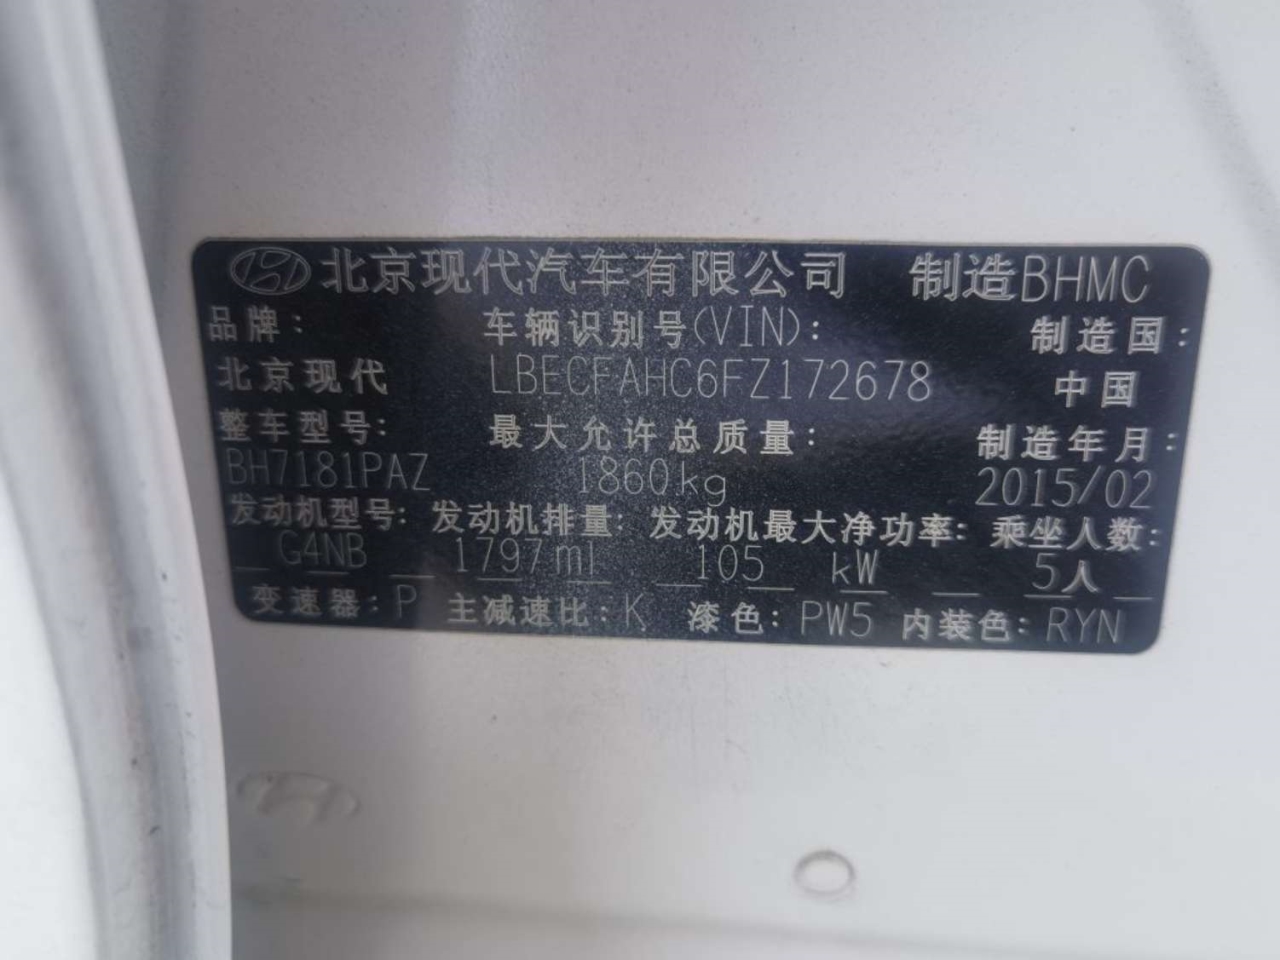 北京现代汽车有限公司 制造BHMC
品牌: 车辆识别号(VIN): 制造国:
北京现代 LBECFAHC6FZ172678 中国
整车型号: 最大允许总质量: 制造年月:
BH7181PAZ 1860kg 2015/02
发动机型号: 发动机排量: 发动机最大净功率: 乘坐人数:
G4NB 1797ml 105 kW 5人
变速器: P 主减速比: K 漆色: PW5 内装色: RYN